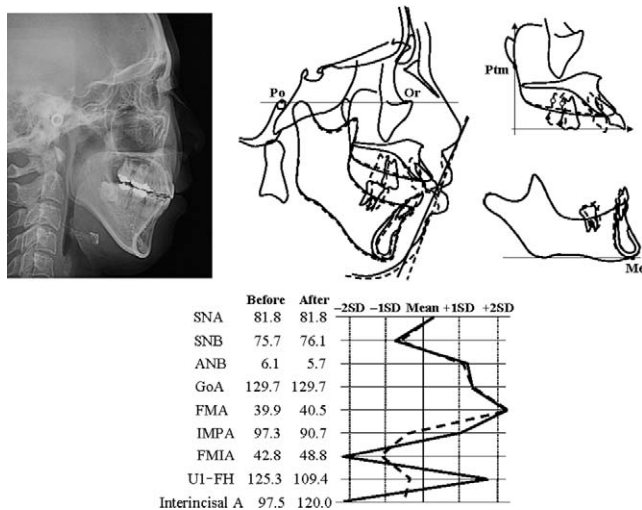 Po
Or
Ptm
Me
Before After −2SD −1SD Mean +1SD +2SD
SNA 81.8 81.8
SNB 75.7 76.1
ANB 6.1 5.7
GoA 129.7 129.7
FMA 39.9 40.5
IMPA 97.3 90.7
FMIA 42.8 48.8
U1-FH 125.3 109.4
Interincisal A 97.5 120.0